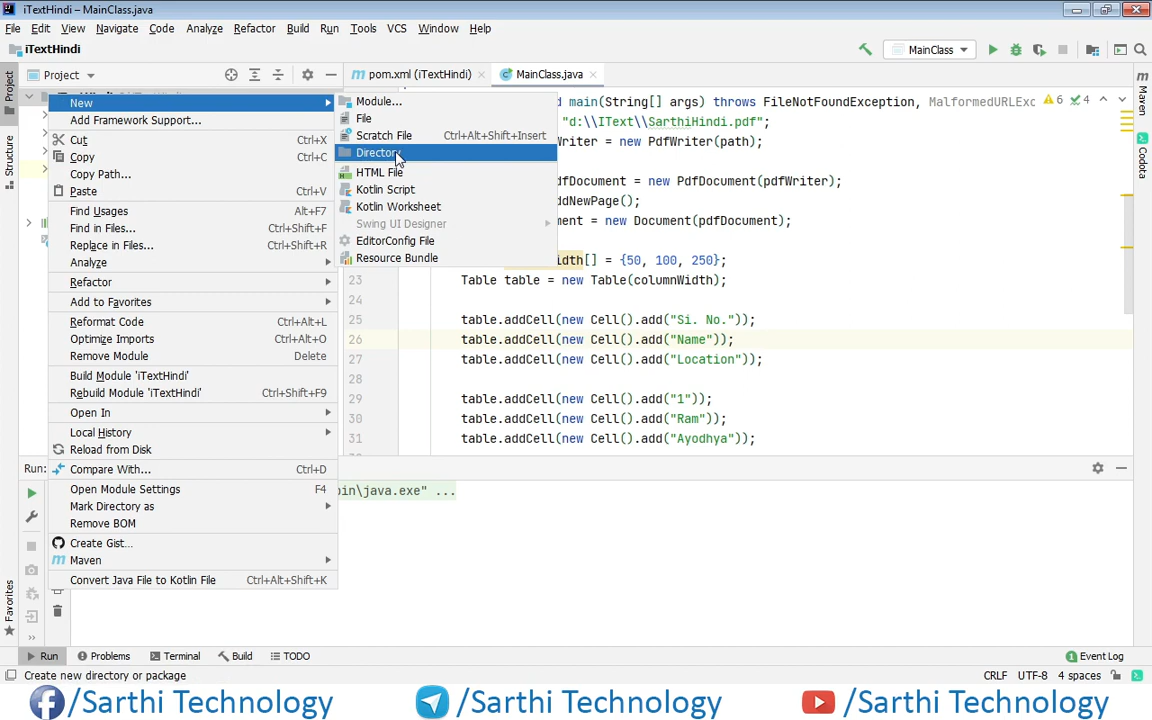 iTextHindi – MainClass.java
File Edit View Navigate Code Analyze Refactor Build Run Tools VCS Window Help
iTextHindi
MainClass
Project
pom.xml (iTextHindi)
MainClass.java
New
Add Framework Support...
Cut Ctrl+X
Copy Ctrl+C
Copy Path...
Paste Ctrl+V
Find Usages Alt+F7
Find in Files... Ctrl+Shift+F
Replace in Files... Ctrl+Shift+R
Analyze
Refactor
Add to Favorites
Reformat Code Ctrl+Alt+L
Optimize Imports Ctrl+Alt+O
Remove Module Delete
Build Module 'iTextHindi'
Rebuild Module 'iTextHindi' Ctrl+Shift+F9
Open In
Local History
Reload from Disk
Compare With... Ctrl+D
Open Module Settings F4
Mark Directory as
Remove BOM
Create Gist...
Maven
Convert Java File to Kotlin File Ctrl+Alt+Shift+K
Module...
File
Scratch File Ctrl+Alt+Shift+Insert
Directory
HTML File
Kotlin Script
Kotlin Worksheet
Swing UI Designer
EditorConfig File
Resource Bundle
main(String[] args) throws FileNotFoundException, MalformedURLExc
6 4
"d:\\IText\\SarthiHindi.pdf";
= new PdfWriter(path);
fDocument = new PdfDocument(pdfWriter);
ddNewPage();
ment = new Document(pdfDocument);
[] = {50, 100, 250};
23 Table table = new Table(columnWidth);
24
25 table.addCell(new Cell().add("Si. No."));
26 table.addCell(new Cell().add("Name"));
27 table.addCell(new Cell().add("Location"));
28
29 table.addCell(new Cell().add("1"));
30 table.addCell(new Cell().add("Ram"));
31 table.addCell(new Cell().add("Ayodhya"));
Project
Structure
Favorites
Maven
Codota
Run:
bin\java.exe" ...
Run Problems Terminal Build TODO
1 Event Log
Create new directory or package
CRLF UTF-8 4 spaces
/Sarthi Technology /Sarthi Technology /Sarthi Technology